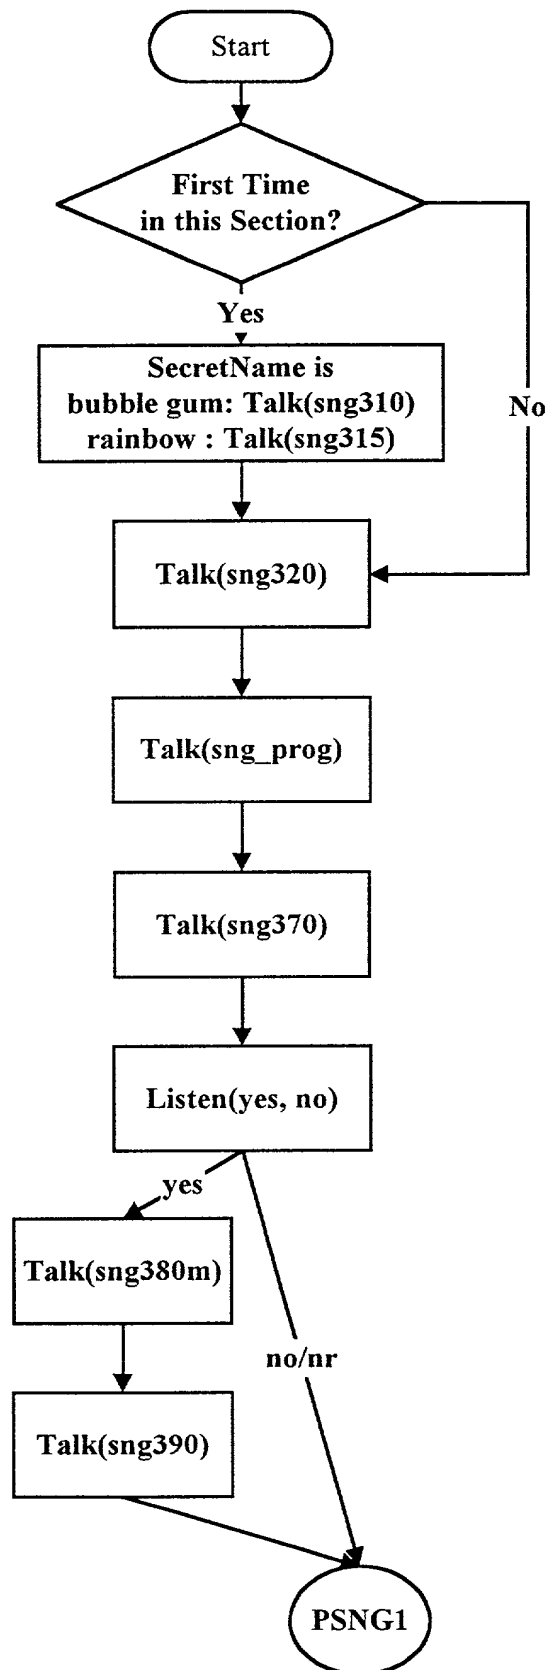 Start
First Time
in this Section?
Yes
SecretName is
bubble gum: Talk(sng310)
rainbow : Talk(sng315)
No
Talk(sng320)
Talk(sng_prog)
Talk(sng370)
Listen(yes, no)
yes
Talk(sng380m)
no/nr
Talk(sng390)
PSNG1